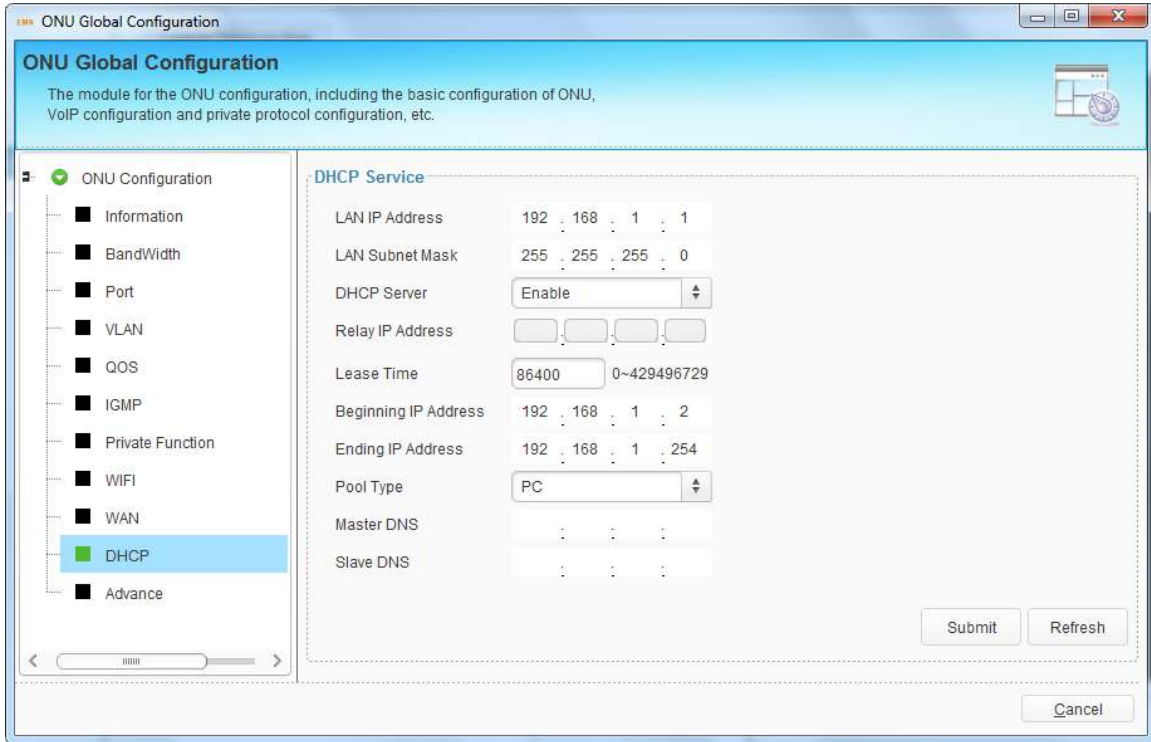 EMS ONU Global Configuration
ONU Global Configuration
The module for the ONU configuration, including the basic configuration of ONU,
VoIP configuration and private protocol configuration, etc.
ONU Configuration
Information
BandWidth
Port
VLAN
QOS
IGMP
Private Function
WIFI
WAN
DHCP
Advance
DHCP Service
LAN IP Address 192 . 168 . 1 . 1
LAN Subnet Mask 255 . 255 . 255 . 0
DHCP Server Enable
Relay IP Address . . .
Lease Time 86400 0~429496729
Beginning IP Address 192 . 168 . 1 . 2
Ending IP Address 192 . 168 . 1 . 254
Pool Type PC
Master DNS . . .
Slave DNS . . .
Submit Refresh
Cancel